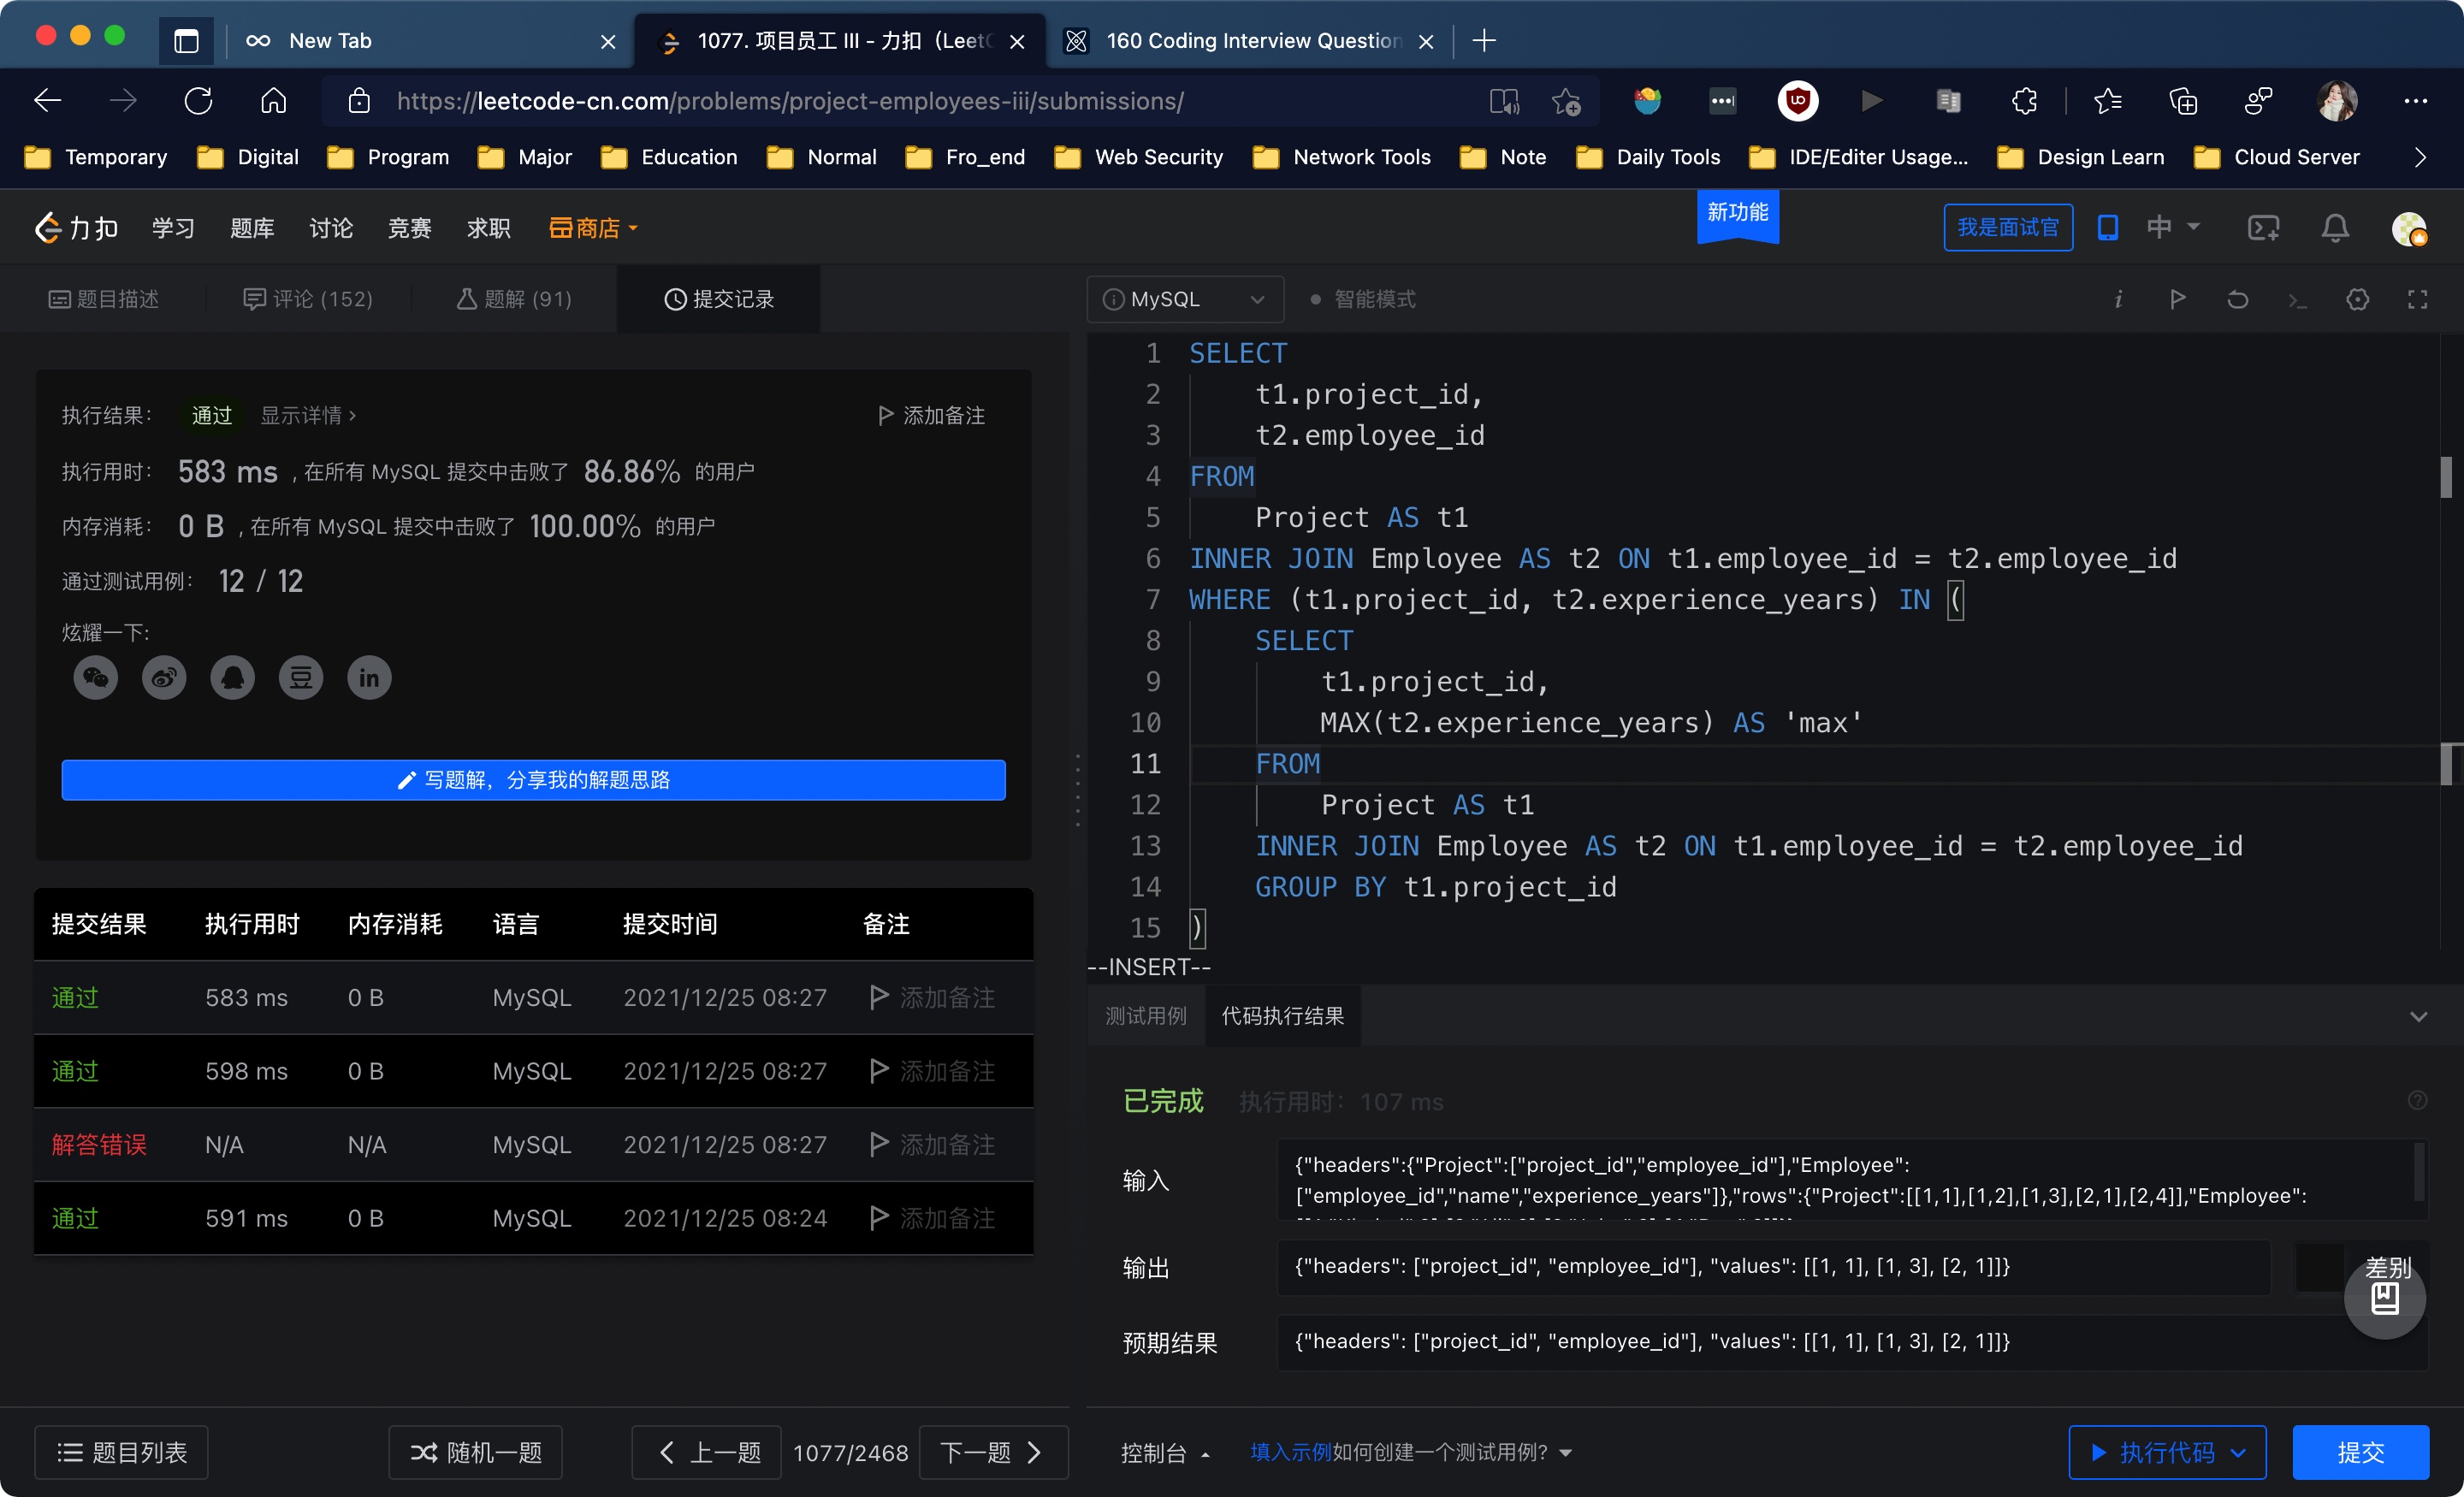 New Tab
1077. 项目员工 III - 力扣（Leet
160 Coding Interview Question
https://leetcode-cn.com/problems/project-employees-iii/submissions/
Temporary Digital Program Major Education Normal Fro_end Web Security Network Tools Note Daily Tools IDE/Editer Usage... Design Learn Cloud Server
力扣 学习 题库 讨论 竞赛 求职 商店 新功能 我是面试官 中
题目描述 评论 (152) 题解 (91) 提交记录
MySQL 智能模式
执行结果： 通过 显示详情 > 添加备注
执行用时： 583 ms , 在所有 MySQL 提交中击败了 86.86% 的用户
内存消耗： 0 B , 在所有 MySQL 提交中击败了 100.00% 的用户
通过测试用例： 12 / 12
炫耀一下:
豆 in
写题解，分享我的解题思路
提交结果 执行用时 内存消耗 语言 提交时间 备注
通过 583 ms 0 B MySQL 2021/12/25 08:27 添加备注
通过 598 ms 0 B MySQL 2021/12/25 08:27 添加备注
解答错误 N/A N/A MySQL 2021/12/25 08:27 添加备注
通过 591 ms 0 B MySQL 2021/12/25 08:24 添加备注
题目列表 随机一题 上一题 1077/2468 下一题
1 SELECT
2 t1.project_id,
3 t2.employee_id
4 FROM
5 Project AS t1
6 INNER JOIN Employee AS t2 ON t1.employee_id = t2.employee_id
7 WHERE (t1.project_id, t2.experience_years) IN (
8 SELECT
9 t1.project_id,
10 MAX(t2.experience_years) AS 'max'
11 FROM
12 Project AS t1
13 INNER JOIN Employee AS t2 ON t1.employee_id = t2.employee_id
14 GROUP BY t1.project_id
15 )
--INSERT--
测试用例 代码执行结果
已完成 执行用时： 107 ms
输入
{"headers":{"Project":["project_id","employee_id"],"Employee":
["employee_id","name","experience_years"]},"rows":{"Project":[[1,1],[1,2],[1,3],[2,1],[2,4]],"Employee":
输出 {"headers": ["project_id", "employee_id"], "values": [[1, 1], [1, 3], [2, 1]]}
差别
预期结果 {"headers": ["project_id", "employee_id"], "values": [[1, 1], [1, 3], [2, 1]]}
控制台 填入示例 如何创建一个测试用例? 执行代码 提交